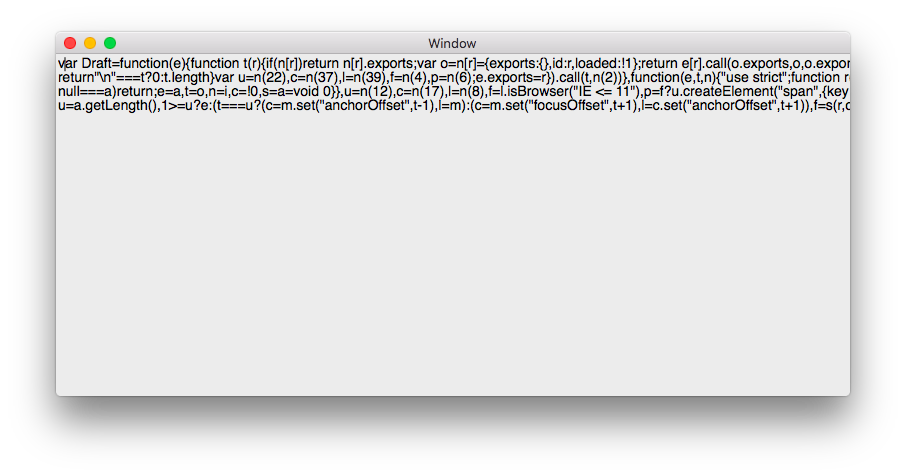 Window
var Draft=function(e){function t(r){if(n[r])return n[r].exports;var o=n[r]={exports:{},id:r,loaded:!1};return e[r].call(o.exports,o,o.expor
return"\n"===t?0:t.length}var u=n(22),c=n(37),l=n(39),f=n(4),p=n(6);e.exports=r}).call(t,n(2))},function(e,t,n){"use strict";function r
null===a)return;e=a,t=o,n=i,c=!0,s=a=void 0}},u=n(12),c=n(17),l=n(8),f=l.isBrowser("IE <= 11"),p=f?u.createElement("span",{key
u=a.getLength(),1>=u?e:(t===u?(c=m.set("anchorOffset",t-1),l=m):(c=m.set("focusOffset",t+1),l=c.set("anchorOffset",t+1)),f=s(r,c